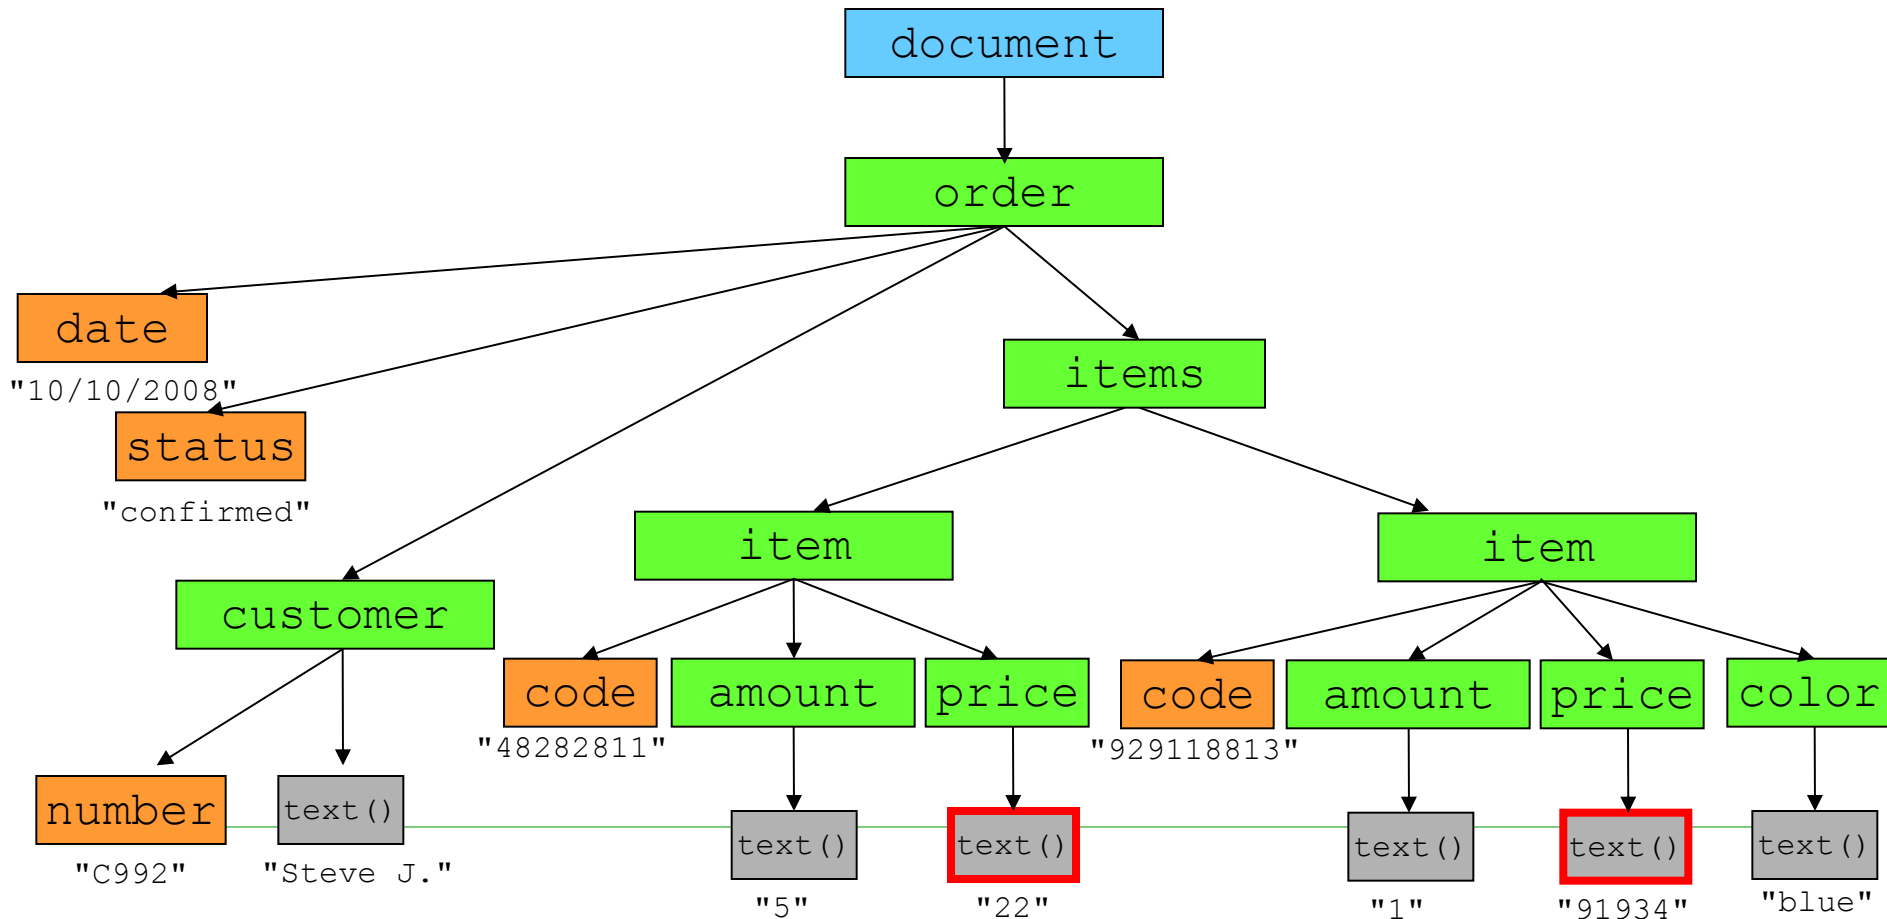 document
order
date
"10/10/2008"
items
status
"confirmed"
item
item
customer
code
amount
price
code
amount
price
color
"48282811"
"929118813"
number
text()
text()
text()
text()
text()
text()
"C992"
"Steve J."
"5"
"22"
"1"
"91934"
"blue"